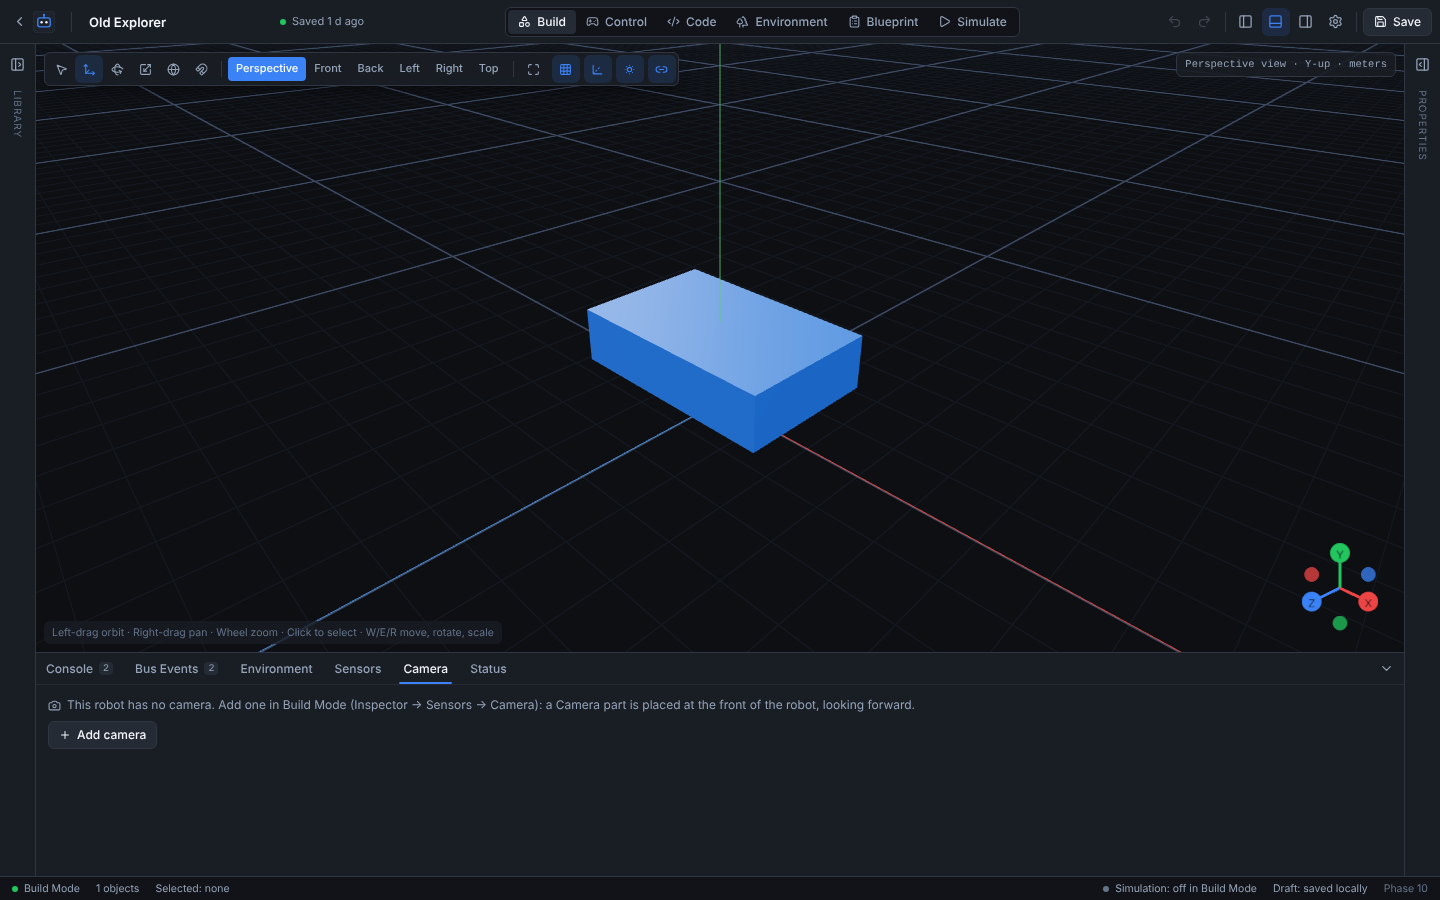 Old Explorer
Saved 1 d ago
Build
Control
Code
Environment
Blueprint
Simulate
Save
LIBRARY
Perspective
Front
Back
Left
Right
Top
Perspective view · Y-up · meters
PROPERTIES
Y
Z
X
Left-drag orbit · Right-drag pan · Wheel zoom · Click to select · W/E/R move, rotate, scale
Console 2
Bus Events 2
Environment
Sensors
Camera
Status
This robot has no camera. Add one in Build Mode (Inspector → Sensors → Camera): a Camera part is placed at the front of the robot, looking forward.
Add camera
Build Mode
1 objects
Selected: none
Simulation: off in Build Mode
Draft: saved locally
Phase 10